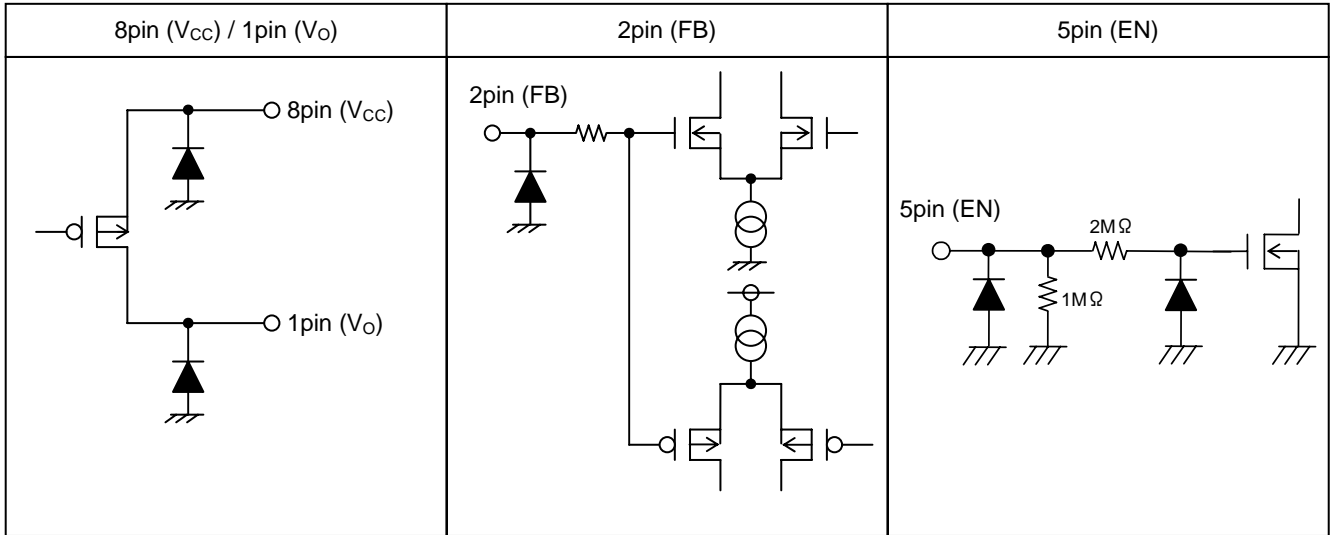 8pin (VCC) / 1pin (VO)
2pin (FB)
5pin (EN)
8pin (VCC)
1pin (VO)
2pin (FB)
5pin (EN)
2MΩ
1MΩ